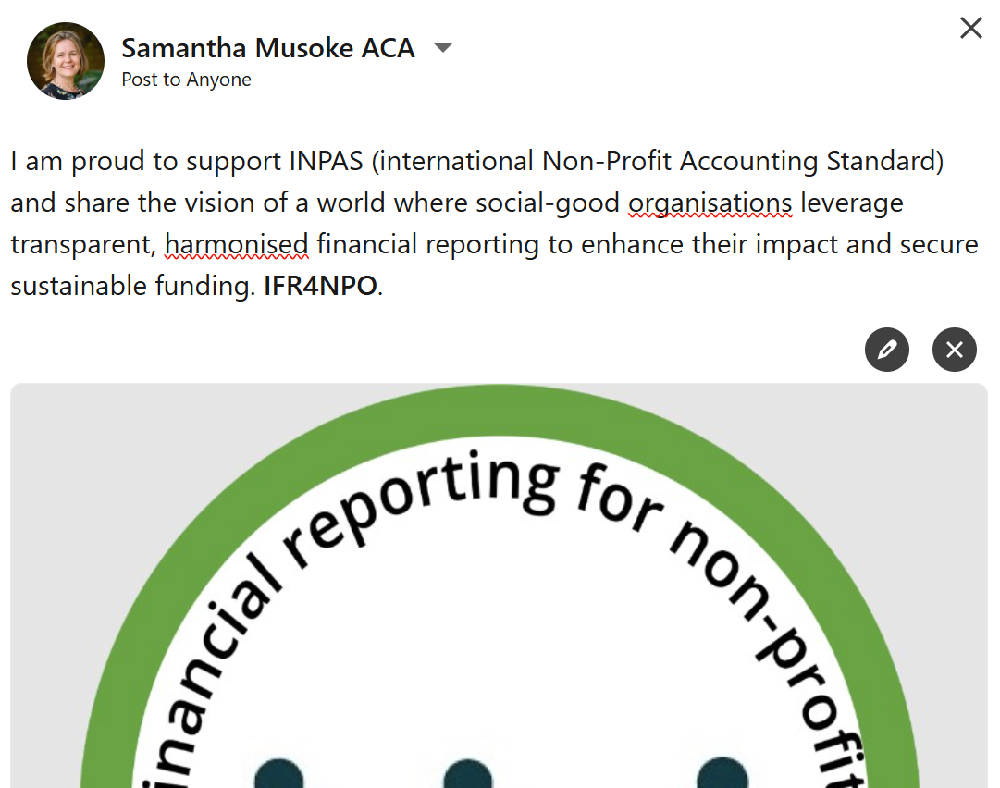 Samantha Musoke ACA
Post to Anyone
I am proud to support INPAS (international Non-Profit Accounting Standard)
and share the vision of a world where social-good organisations leverage
transparent, harmonised financial reporting to enhance their impact and secure
sustainable funding. IFR4NPO.
inancial reporting for non-profit